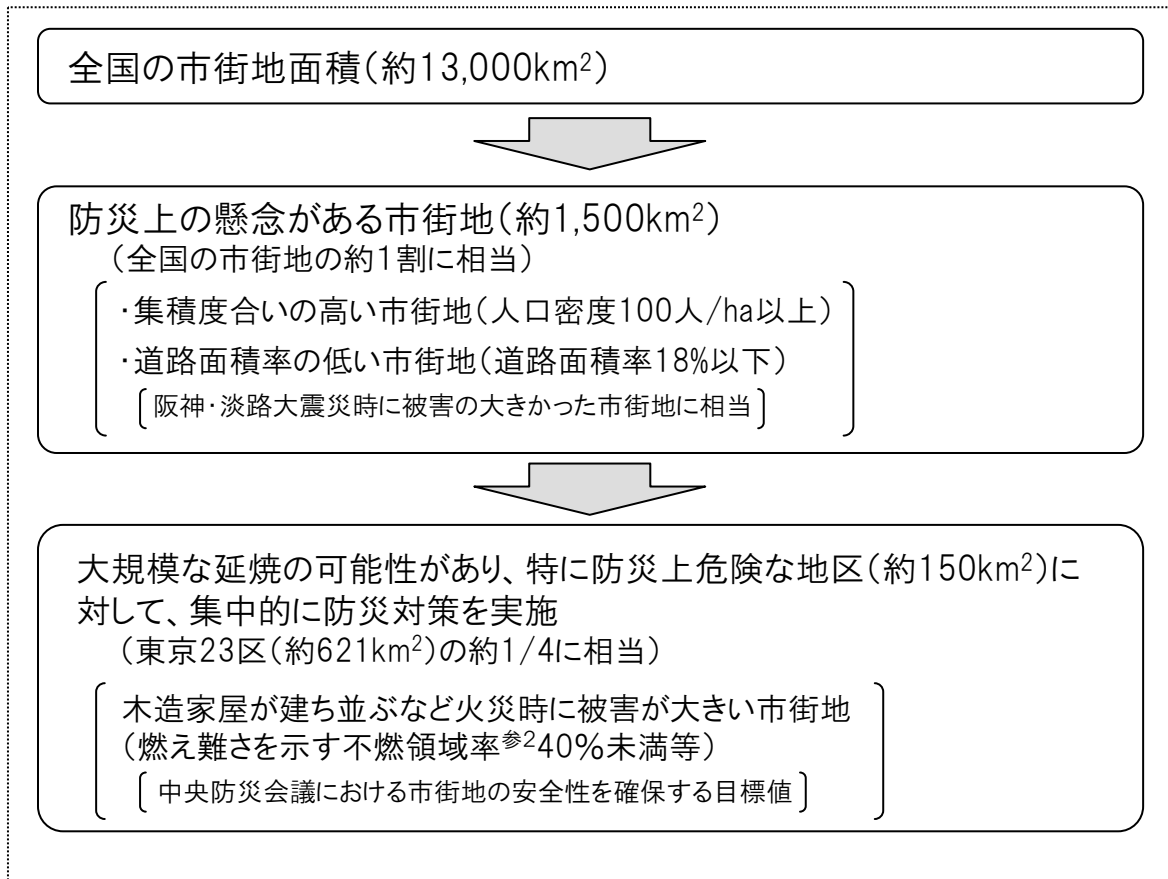 全国の市街地面積(約13,000km²)
防災上の懸念がある市街地(約1,500km²)
(全国の市街地の約1割に相当)
・集積度合いの高い市街地(人口密度100人/ha以上)
・道路面積率の低い市街地(道路面積率18%以下)
[阪神・淡路大震災時に被害の大きかった市街地に相当]
大規模な延焼の可能性があり、特に防災上危険な地区(約150km²)に
対して、集中的に防災対策を実施
(東京23区(約621km²)の約1/4に相当)
木造家屋が建ち並ぶなど火災時に被害が大きい市街地
(燃え難さを示す不燃領域率参2 40%未満等)
[中央防災会議における市街地の安全性を確保する目標値]